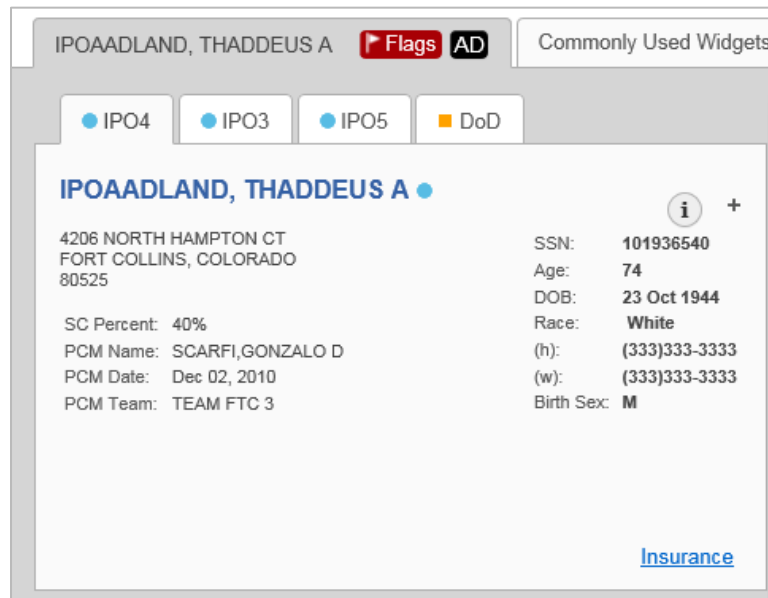 IPOAADLAND, THADDEUS A Flags AD Commonly Used Widgets
IPO4 IPO3 IPO5 DoD
IPOAADLAND, THADDEUS A
i +
4206 NORTH HAMPTON CT
FORT COLLINS, COLORADO
80525
SC Percent: 40%
PCM Name: SCARFI,GONZALO D
PCM Date: Dec 02, 2010
PCM Team: TEAM FTC 3
SSN: 101936540
Age: 74
DOB: 23 Oct 1944
Race: White
(h): (333)333-3333
(w): (333)333-3333
Birth Sex: M
Insurance